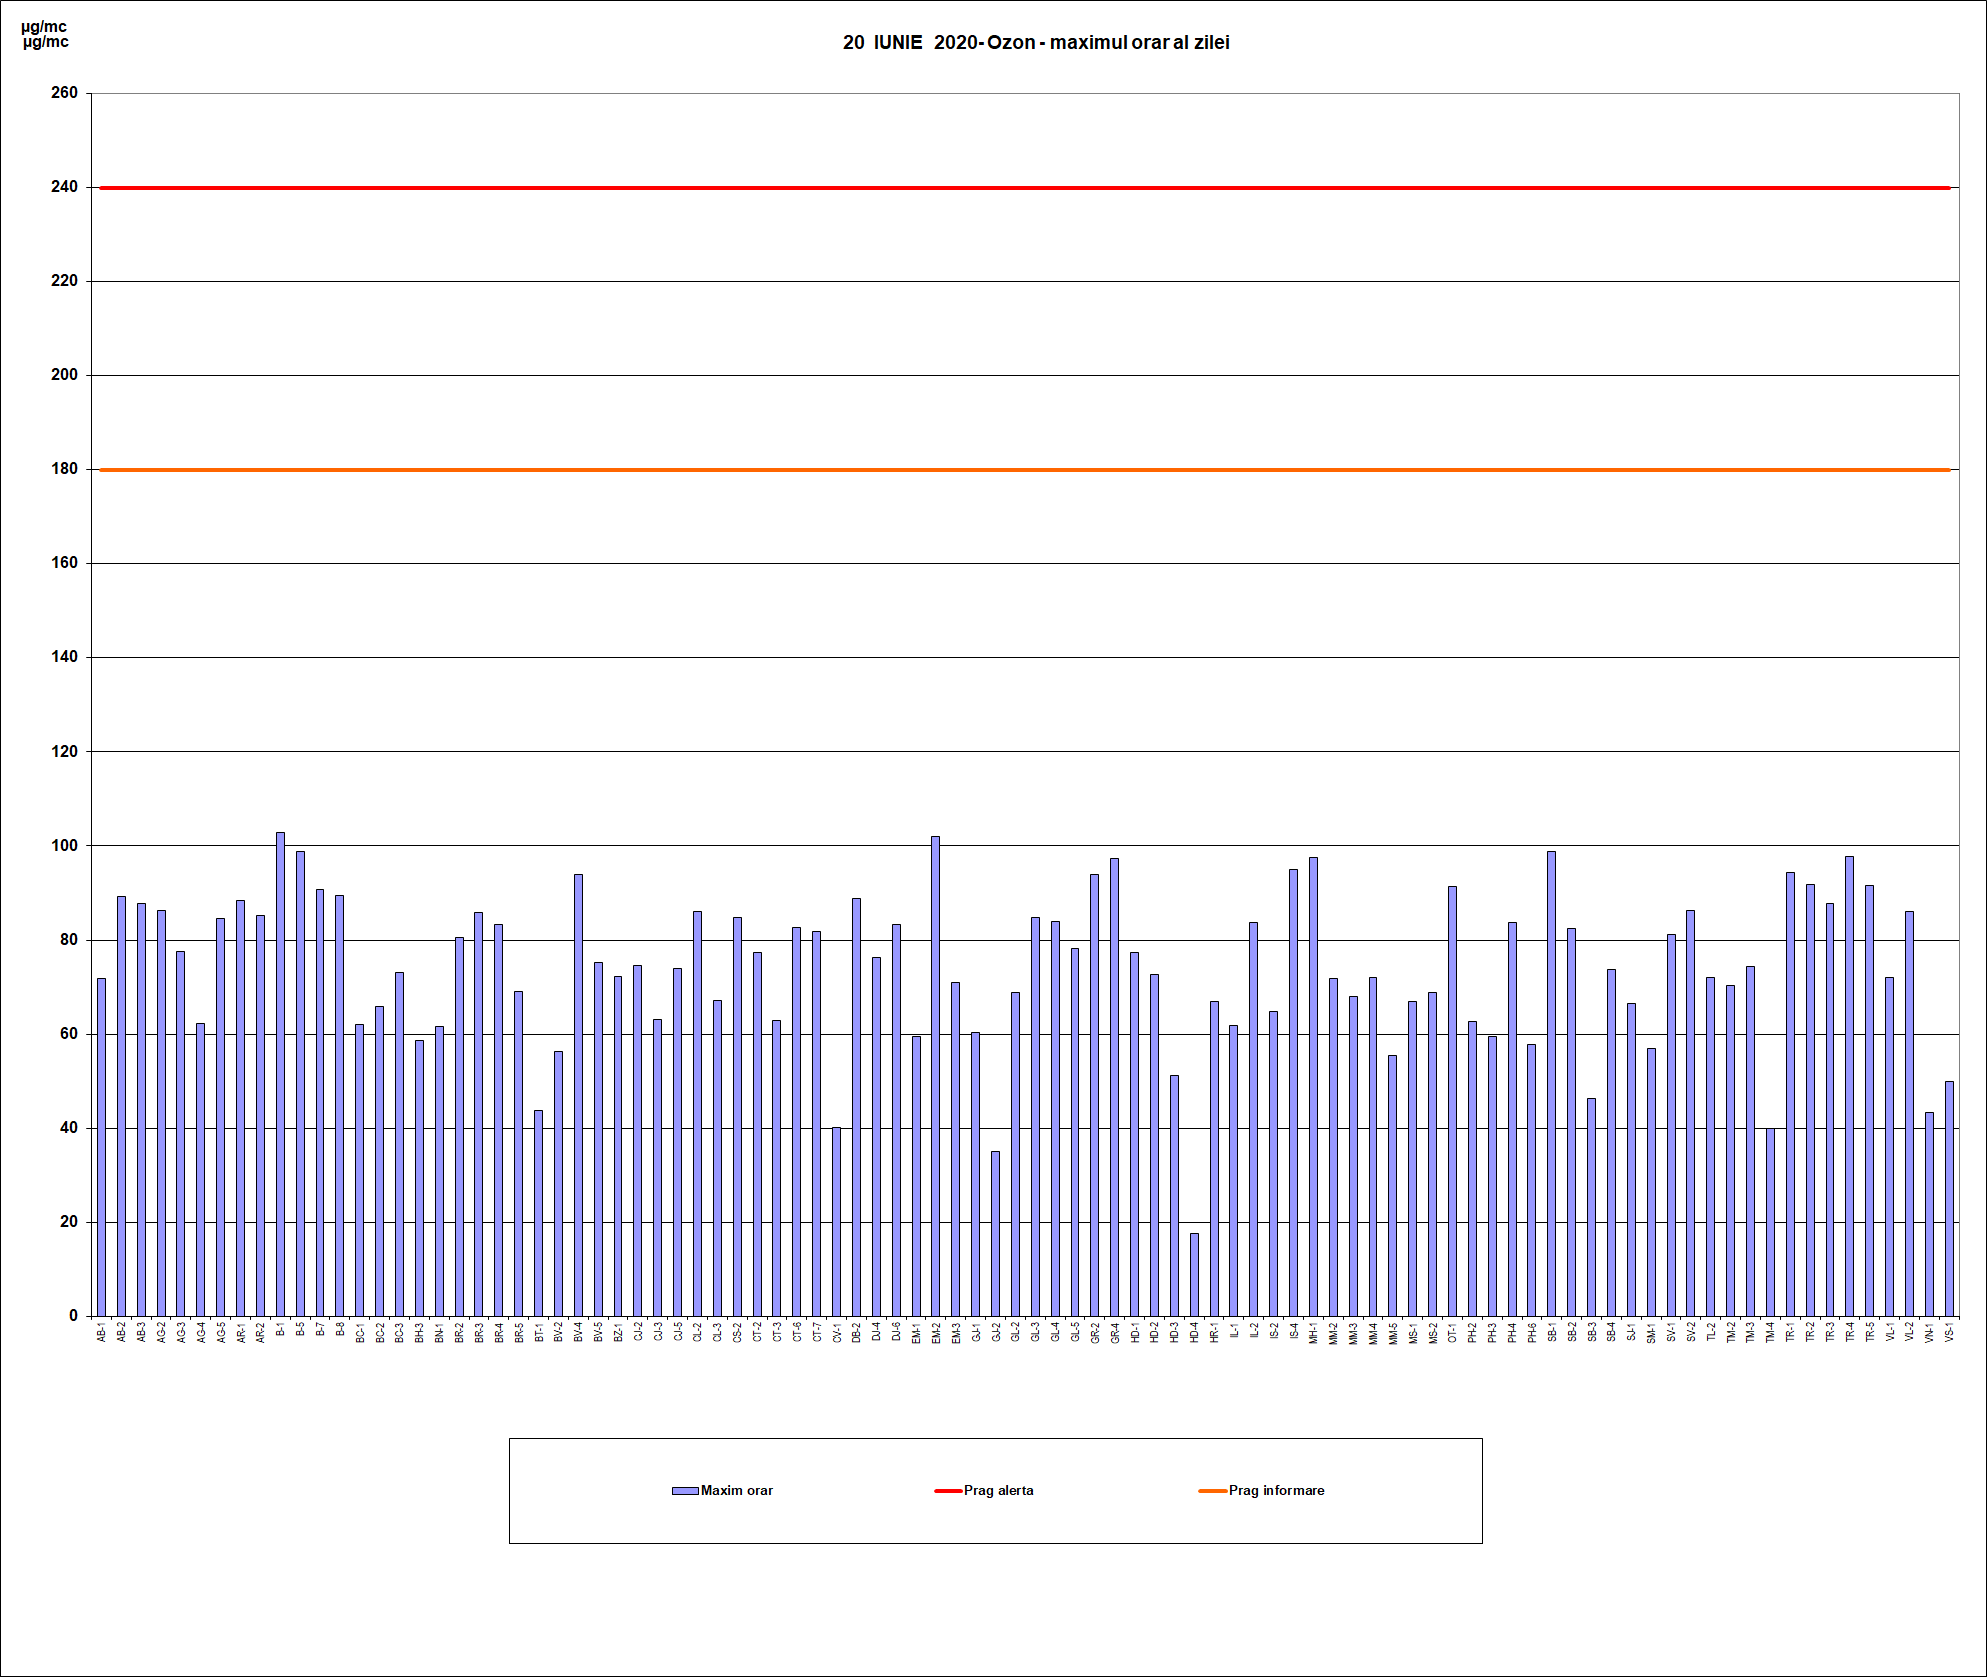 µg/mc
µg/mc
20 IUNIE 2020- Ozon - maximul orar al zilei
260
240
220
200
180
160
140
120
100
80
60
40
20
0
AB-1 AB-2 AB-3 AG-2 AG-3 AG-4 AG-5 AR-1 AR-2 B-1 B-5 B-7 B-8 BC-1 BC-2 BC-3 BH-3 BN-1 BR-2 BR-3 BR-4 BR-5 BT-1 BV-2 BV-4 BV-5 BZ-1 CJ-2 CJ-3 CJ-5 CL-2 CL-3 CS-2 CT-2 CT-3 CT-6 CT-7 CV-1 DB-2 DJ-4 DJ-6 EM-1 EM-2 EM-3 GJ-1 GJ-2 GL-2 GL-3 GL-4 GL-5 GR-2 GR-4 HD-1 HD-2 HD-3 HD-4 HR-1 IL-1 IL-2 IS-2 IS-4 MH-1 MM-2 MM-3 MM-4 MM-5 MS-1 MS-2 OT-1 PH-2 PH-3 PH-4 PH-6 SB-1 SB-2 SB-3 SB-4 SJ-1 SM-1 SV-1 SV-2 TL-2 TM-2 TM-3 TM-4 TR-1 TR-2 TR-3 TR-4 TR-5 VL-1 VL-2 VN-1 VS-1
Maxim orar Prag alerta Prag informare